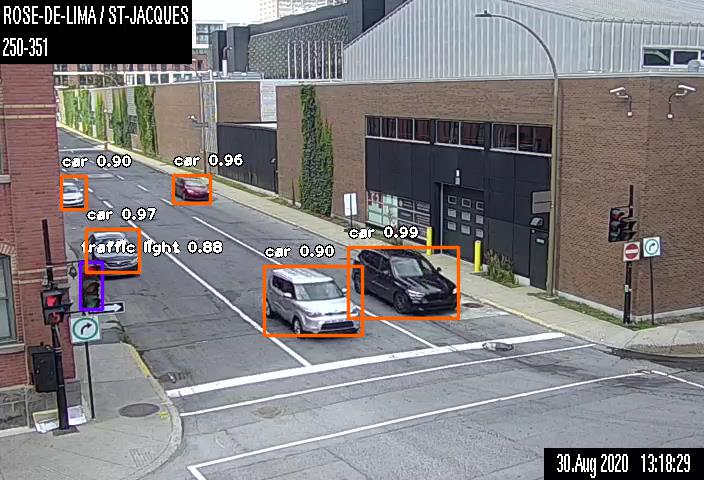 ROSE-DE-LIMA / ST-JACQUES
250-351
car 0.90
car 0.96
car 0.97
traffic light 0.88
car 0.90
car 0.99
30.Aug 2020 13:18:29